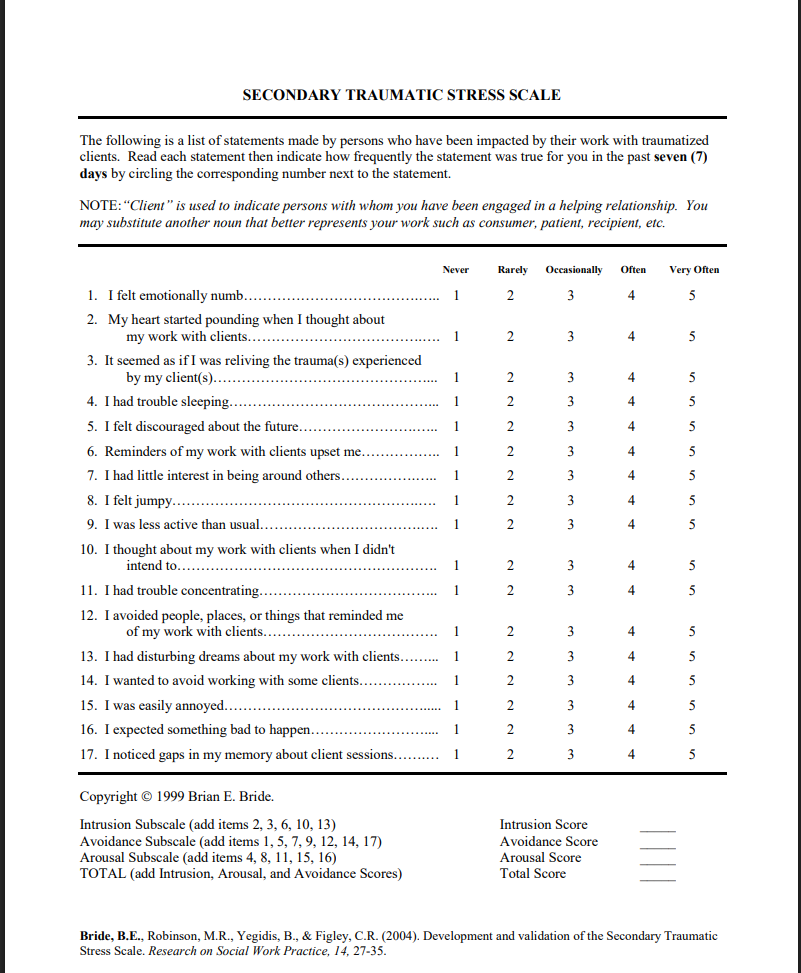 SECONDARY TRAUMATIC STRESS SCALE
The following is a list of statements made by persons who have been impacted by their work with traumatized
clients. Read each statement then indicate how frequently the statement was true for you in the past seven (7)
days by circling the corresponding number next to the statement.
NOTE: “Client” is used to indicate persons with whom you have been engaged in a helping relationship. You
may substitute another noun that better represents your work such as consumer, patient, recipient, etc.
Never Rarely Occasionally Often Very Often
1. I felt emotionally numb…………………………………….. 1 2 3 4 5
2. My heart started pounding when I thought about
my work with clients…………………………………….. 1 2 3 4 5
3. It seemed as if I was reliving the trauma(s) experienced
by my client(s)………………………………………... 1 2 3 4 5
4. I had trouble sleeping……………………………………... 1 2 3 4 5
5. I felt discouraged about the future……………………….. 1 2 3 4 5
6. Reminders of my work with clients upset me…………….. 1 2 3 4 5
7. I had little interest in being around others……………….. 1 2 3 4 5
8. I felt jumpy……………………………………………….. 1 2 3 4 5
9. I was less active than usual……………………………….. 1 2 3 4 5
10. I thought about my work with clients when I didn't
intend to………………………………………………. 1 2 3 4 5
11. I had trouble concentrating……………………………….. 1 2 3 4 5
12. I avoided people, places, or things that reminded me
of my work with clients………………………………. 1 2 3 4 5
13. I had disturbing dreams about my work with clients……... 1 2 3 4 5
14. I wanted to avoid working with some clients…………….. 1 2 3 4 5
15. I was easily annoyed……………………………………..... 1 2 3 4 5
16. I expected something bad to happen……………………... 1 2 3 4 5
17. I noticed gaps in my memory about client sessions……… 1 2 3 4 5
Copyright © 1999 Brian E. Bride.
Intrusion Subscale (add items 2, 3, 6, 10, 13) Intrusion Score _____
Avoidance Subscale (add items 1, 5, 7, 9, 12, 14, 17) Avoidance Score _____
Arousal Subscale (add items 4, 8, 11, 15, 16) Arousal Score _____
TOTAL (add Intrusion, Arousal, and Avoidance Scores) Total Score _____
Bride, B.E., Robinson, M.R., Yegidis, B., & Figley, C.R. (2004). Development and validation of the Secondary Traumatic
Stress Scale. Research on Social Work Practice, 14, 27-35.